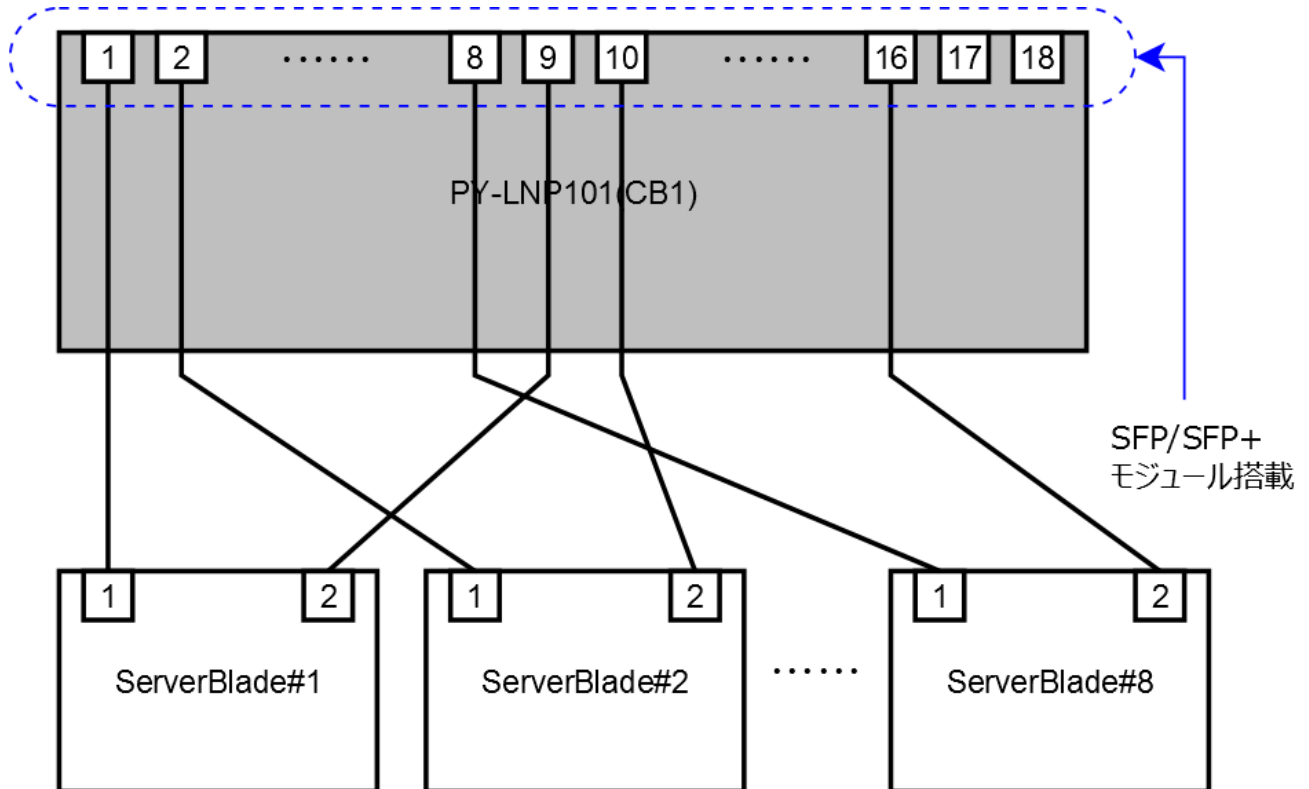 1 2 ‥‥‥ 8 9 10 ‥‥‥ 16 17 18
PY-LNP101(CB1)
SFP/SFP+
モジュール搭載
1 2 1 2 1 2
ServerBlade#1 ServerBlade#2 ‥‥‥ ServerBlade#8